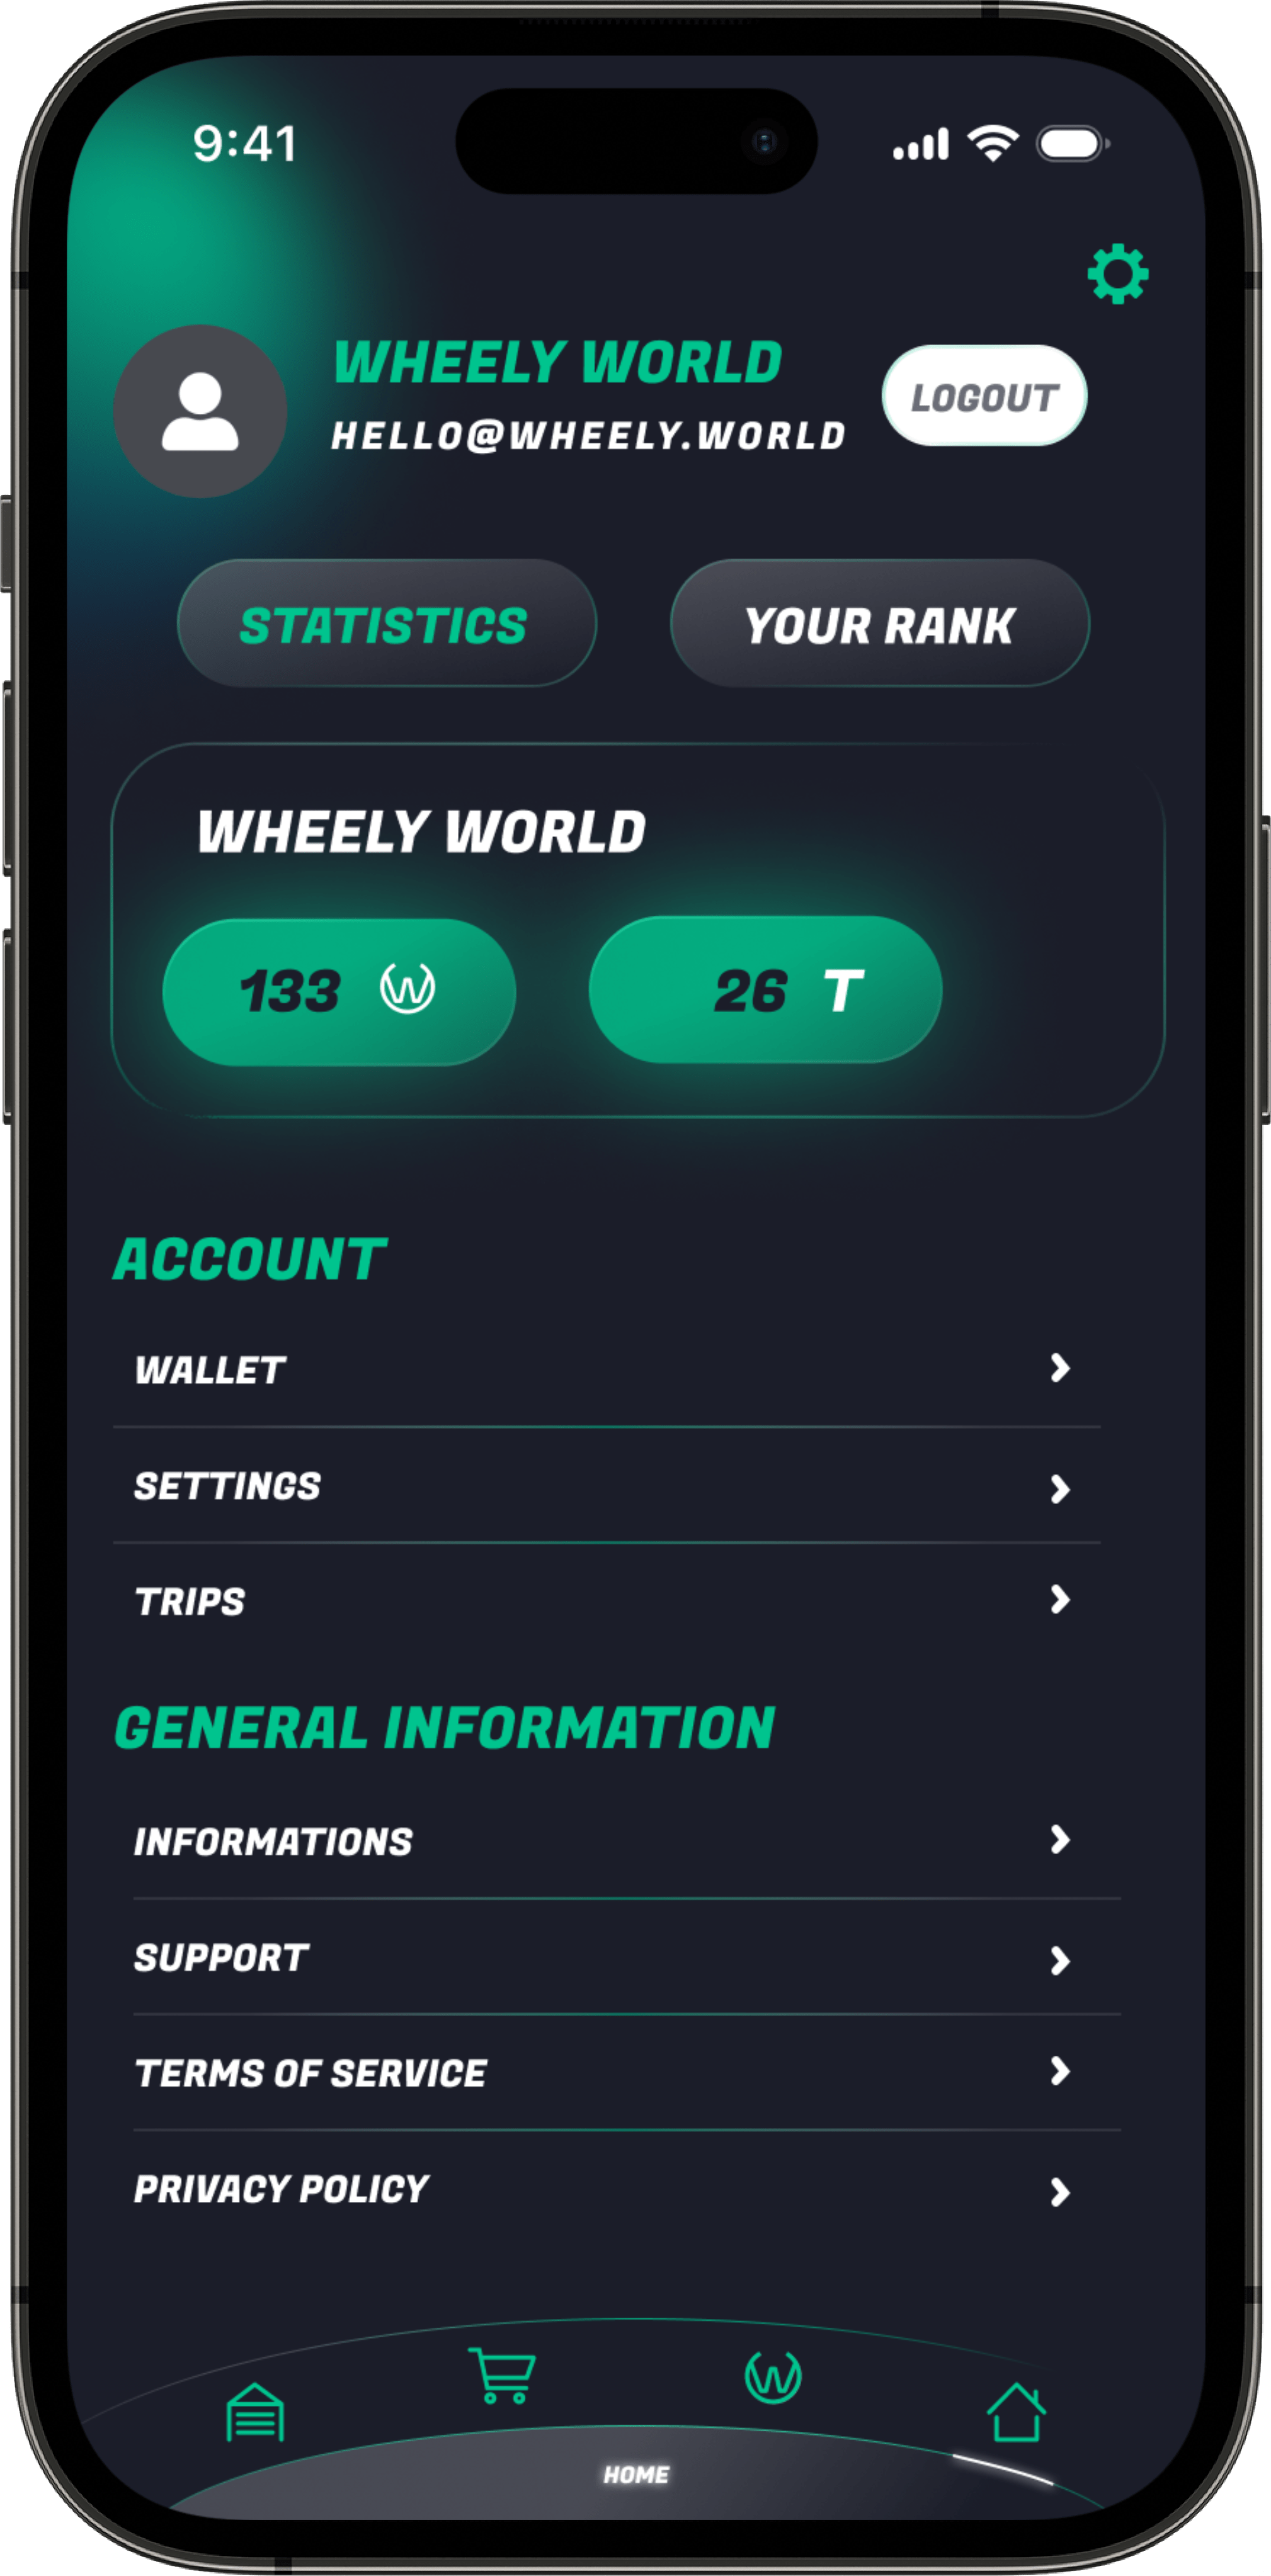 9:41
WHEELY WORLD
HELLO@WHEELY.WORLD
LOGOUT
STATISTICS
YOUR RANK
WHEELY WORLD
133 W
26 T
ACCOUNT
WALLET
SETTINGS
TRIPS
GENERAL INFORMATION
INFORMATIONS
SUPPORT
TERMS OF SERVICE
PRIVACY POLICY
W
HOME